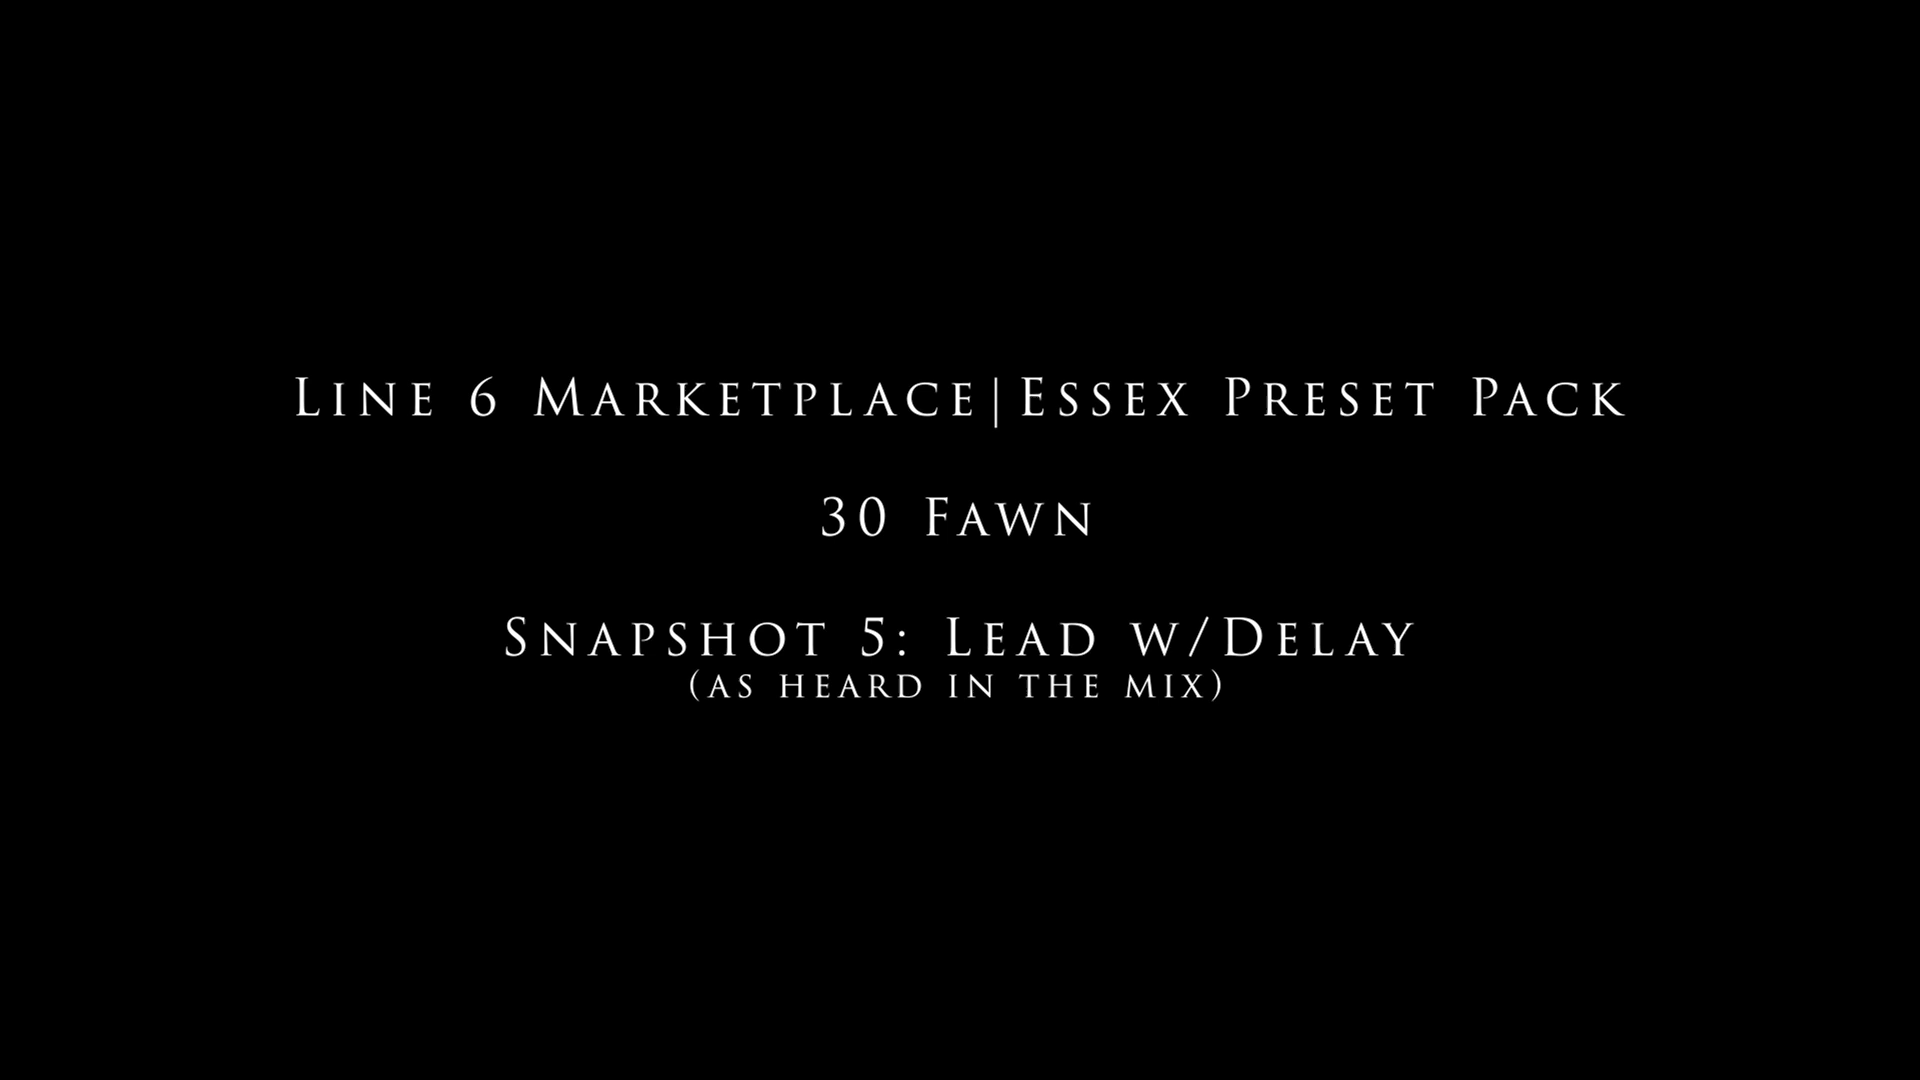 Line 6 Marketplace|Essex Preset Pack
30 Fawn
Snapshot 5: Lead w/Delay
(as heard in the mix)